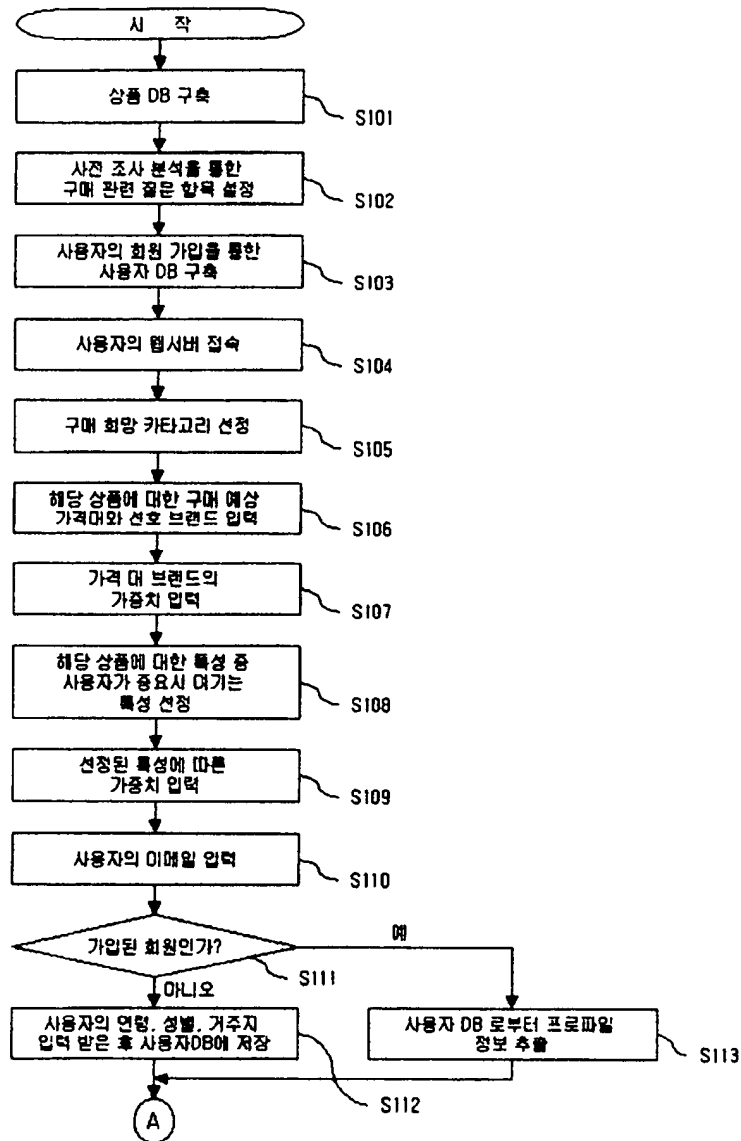 시 작
상품 DB 구축
S101
사전 조사 분석을 통한
구매 관련 질문 항목 설정
S102
사용자의 회원 가입을 통한
사용자 DB 구축
S103
사용자의 웹서버 접속
S104
구매 희망 카타고리 선정
S105
해당 상품에 대한 구매 예상
가격대와 선호 브랜드 입력
S106
가격 대 브랜드의
가중치 입력
S107
해당 상품에 대한 특성 중
사용자가 중요시 여기는
특성 선정
S108
선정된 특성에 따른
가중치 입력
S109
사용자의 이메일 입력
S110
가입된 회원인가?
예
S111
아니오
사용자의 연령, 성별, 거주지
입력 받은 후 사용자DB에 저장
S112
사용자 DB 로부터 프로파일
정보 추출
S113
A